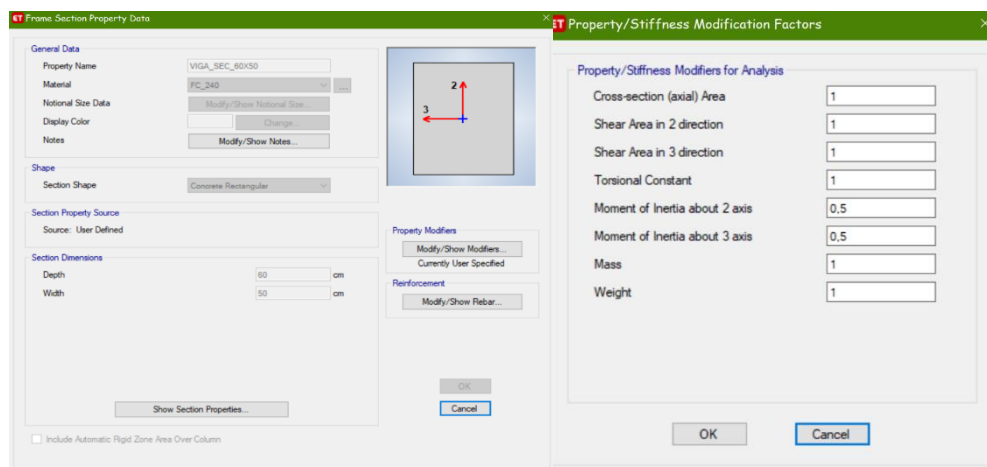 ET Frame Section Property Data ×
General Data
Property Name VIGA_SEC_60X50
Material FC_240 ...
Notional Size Data Modify/Show Notional Size...
Display Color Change...
Notes Modify/Show Notes...
Shape
Section Shape Concrete Rectangular
Section Property Source
Source: User Defined
Section Dimensions
Depth 60 cm
Width 50 cm
Show Section Properties...
Include Automatic Rigid Zone Area Over Column
2
3
Property Modifiers
Modify/Show Modifiers...
Currently User Specified
Reinforcement
Modify/Show Rebar...
OK
Cancel
ET Property/Stiffness Modification Factors ×
Property/Stiffness Modifiers for Analysis
Cross-section (axial) Area 1
Shear Area in 2 direction 1
Shear Area in 3 direction 1
Torsional Constant 1
Moment of Inertia about 2 axis 0,5
Moment of Inertia about 3 axis 0,5
Mass 1
Weight 1
OK Cancel